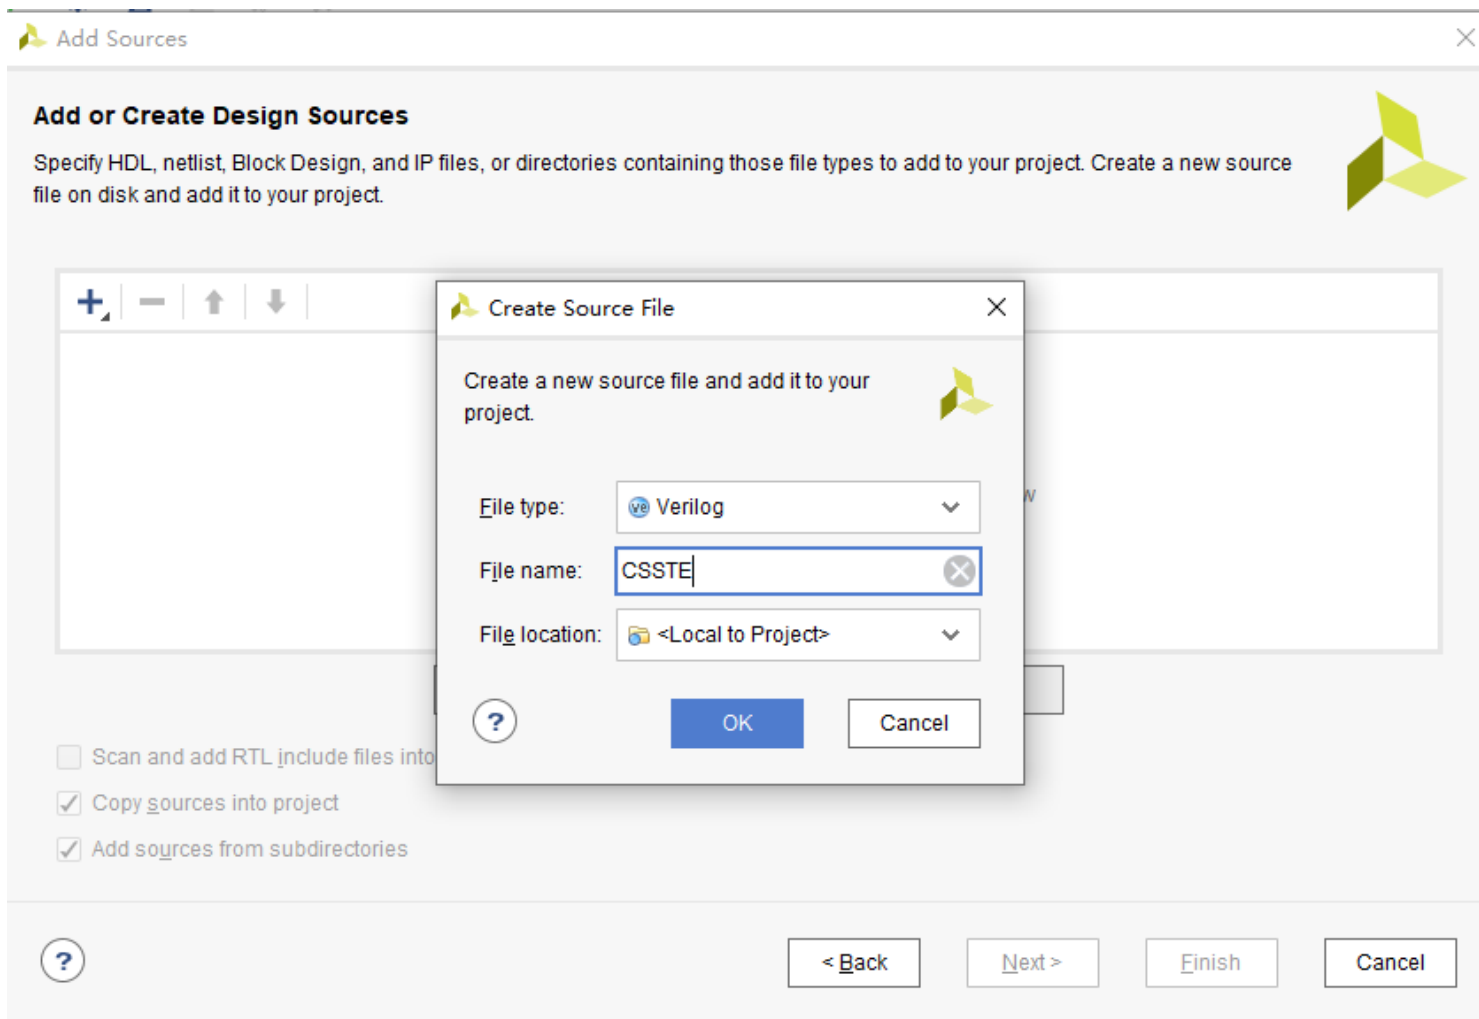 Add Sources
Add or Create Design Sources
Specify HDL, netlist, Block Design, and IP files, or directories containing those file types to add to your project. Create a new source
file on disk and add it to your project.
Create Source File
Create a new source file and add it to your
project.
File type:
ve Verilog
File name:
CSSTE
File location:
<Local to Project>
?
OK
Cancel
Scan and add RTL include files into
Copy sources into project
Add sources from subdirectories
?
< Back
Next >
Finish
Cancel